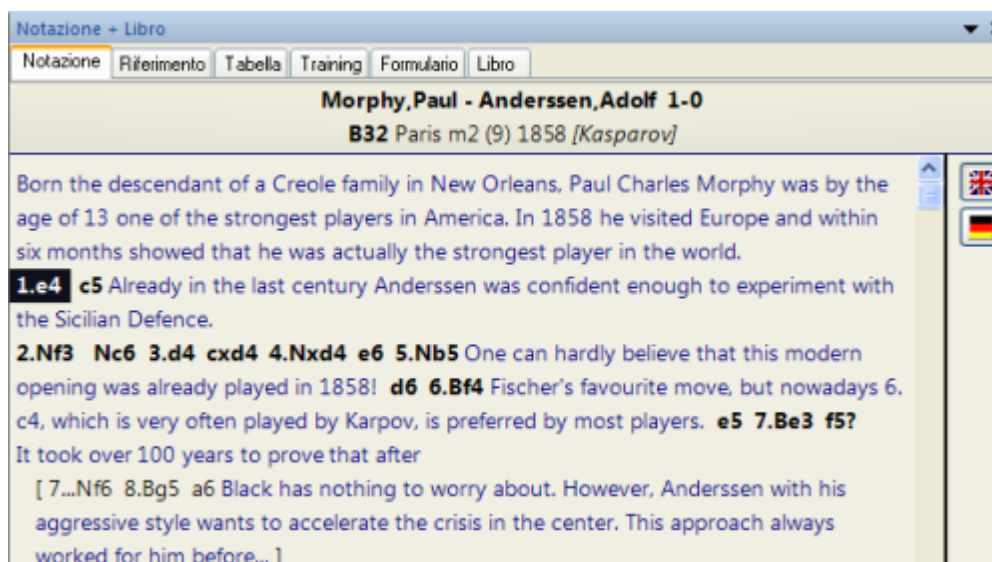 Notazione + Libro
Notazione Riferimento Tabella Training Formulario Libro
Morphy,Paul - Anderssen,Adolf 1-0
B32 Paris m2 (9) 1858 [Kasparov]
Born the descendant of a Creole family in New Orleans, Paul Charles Morphy was by the
age of 13 one of the strongest players in America. In 1858 he visited Europe and within
six months showed that he was actually the strongest player in the world.
1.e4 c5 Already in the last century Anderssen was confident enough to experiment with
the Sicilian Defence.
2.Nf3 Nc6 3.d4 cxd4 4.Nxd4 e6 5.Nb5 One can hardly believe that this modern
opening was already played in 1858! d6 6.Bf4 Fischer's favourite move, but nowadays 6.
c4, which is very often played by Karpov, is preferred by most players. e5 7.Be3 f5?
It took over 100 years to prove that after
[ 7...Nf6 8.Bg5 a6 Black has nothing to worry about. However, Anderssen with his
aggressive style wants to accelerate the crisis in the center. This approach always
worked for him before... ]